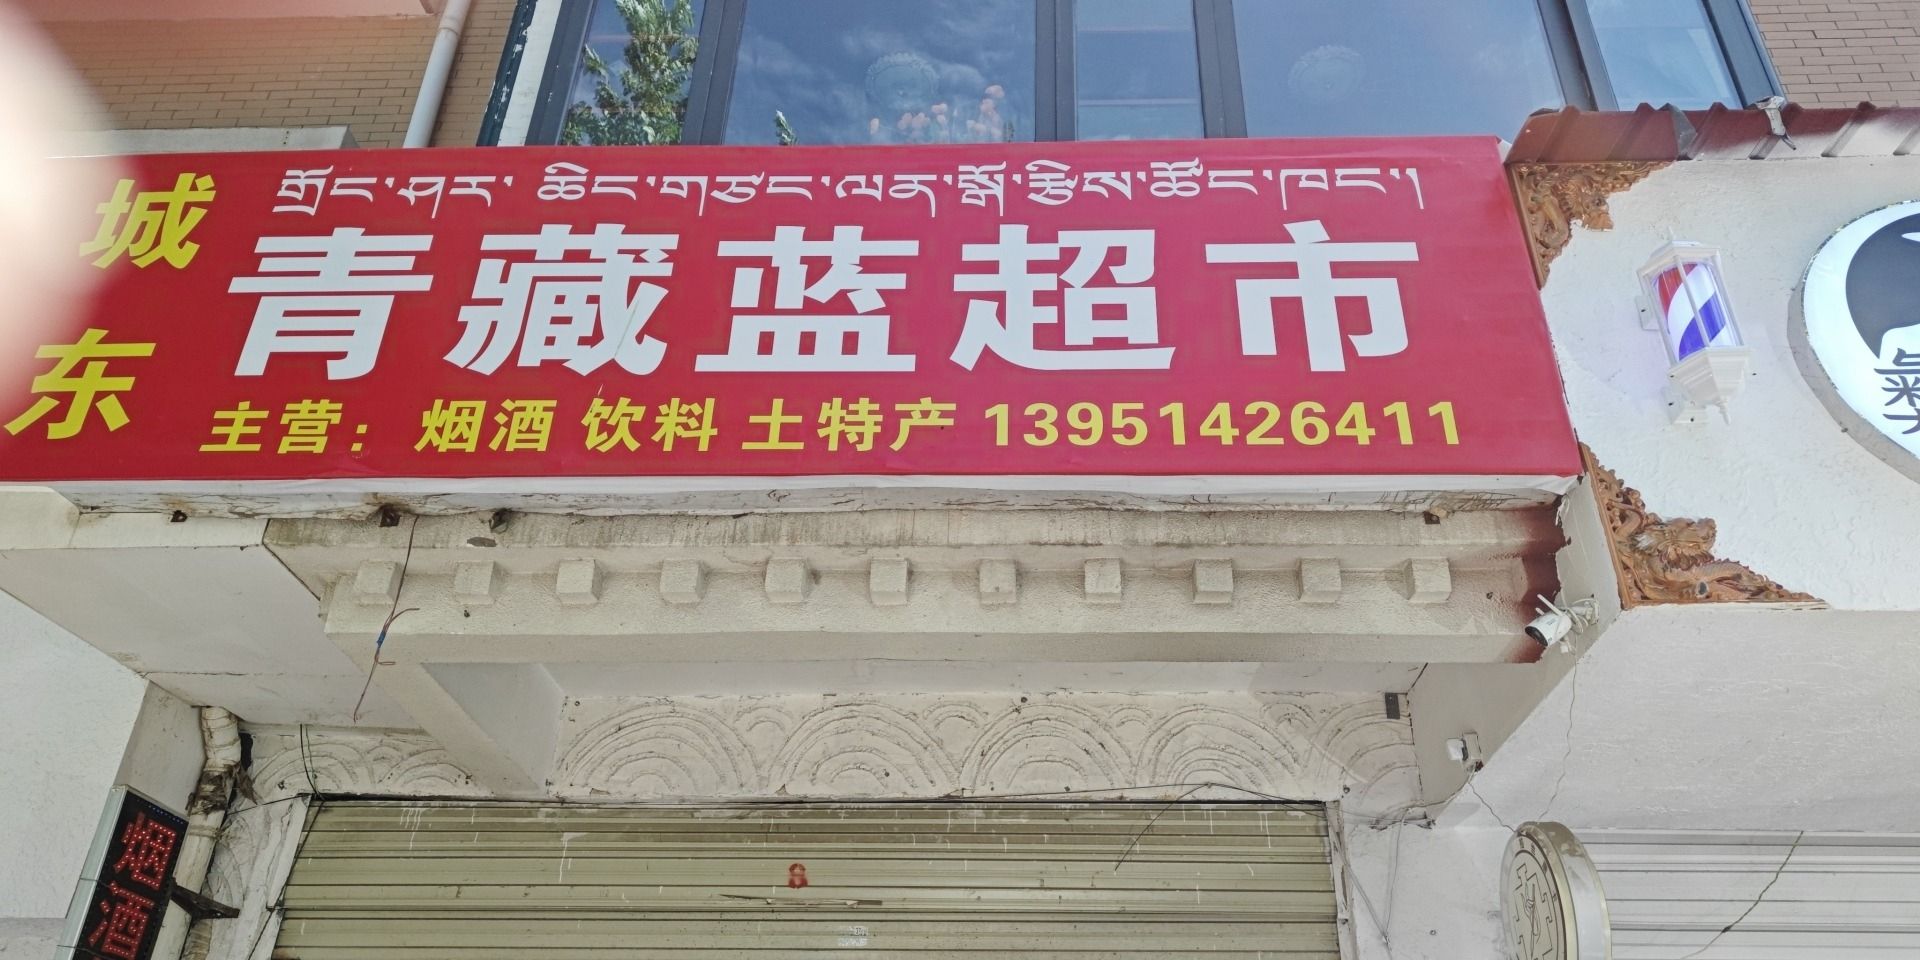 城东
གྲོང་ཤར་ ཆིང་གཙང་ལན་སྒོ་རྩིས་ཚོང་ཁང་།
青藏蓝超市
主营：烟酒 饮料 土特产 13951426411
烟酒